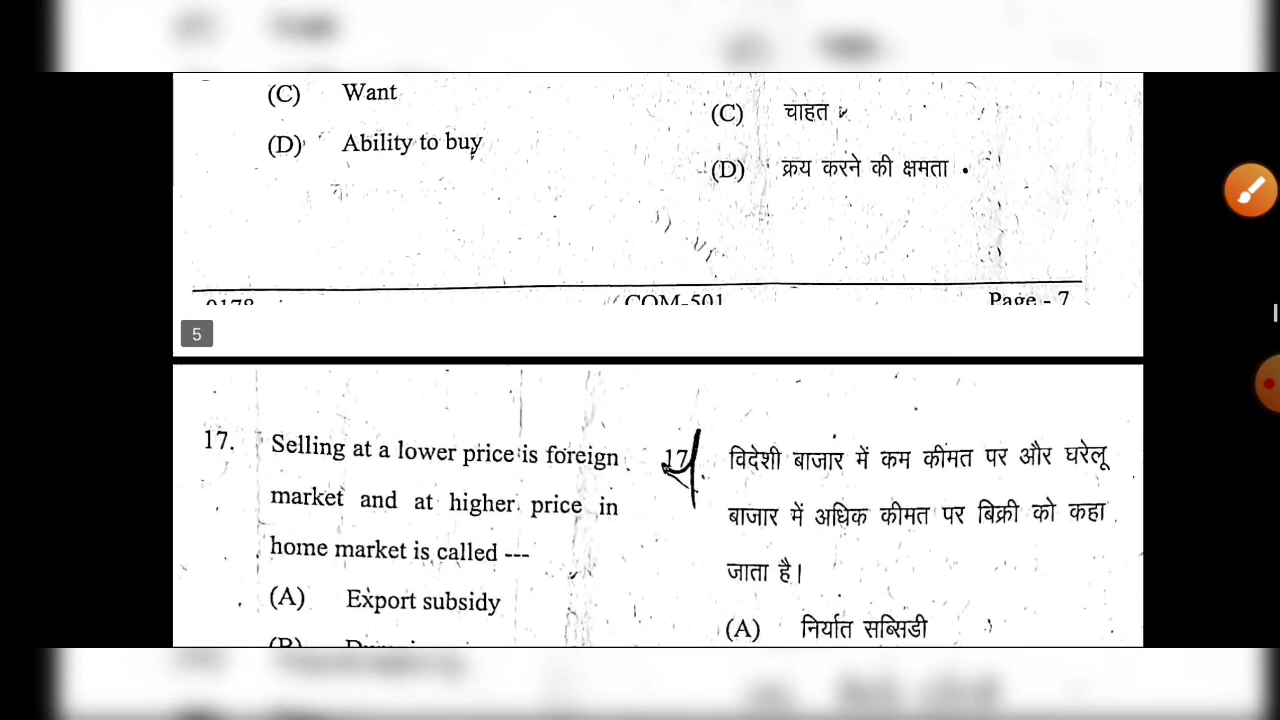 (C) Want
(D) Ability to buy
(C) चाहत
(D) क्रय करने की क्षमता
COM-501
Page - 7
5
17. Selling at a lower price is foreign
market and at higher price in
home market is called ---
(A) Export subsidy
17. विदेशी बाजार में कम कीमत पर और घरेलू
बाजार में अधिक कीमत पर बिक्री को कहा
जाता है।
(A) निर्यात सब्सिडी